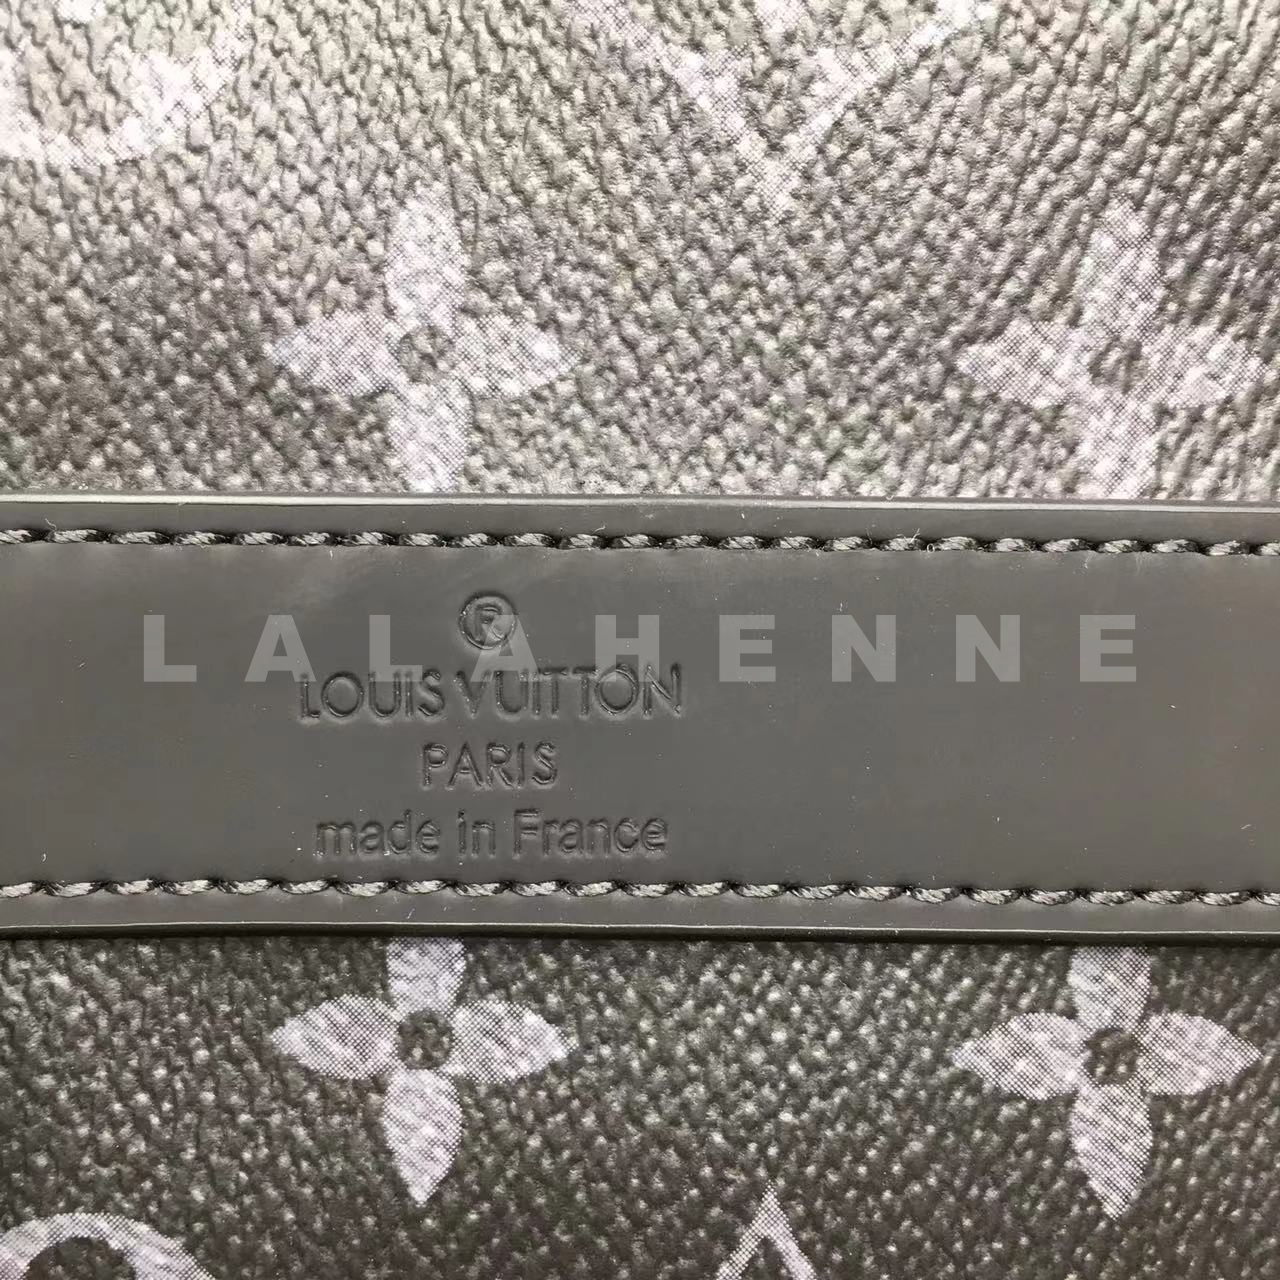 ®
LALAHENNE
LOUIS VUITTON
PARIS
made in France